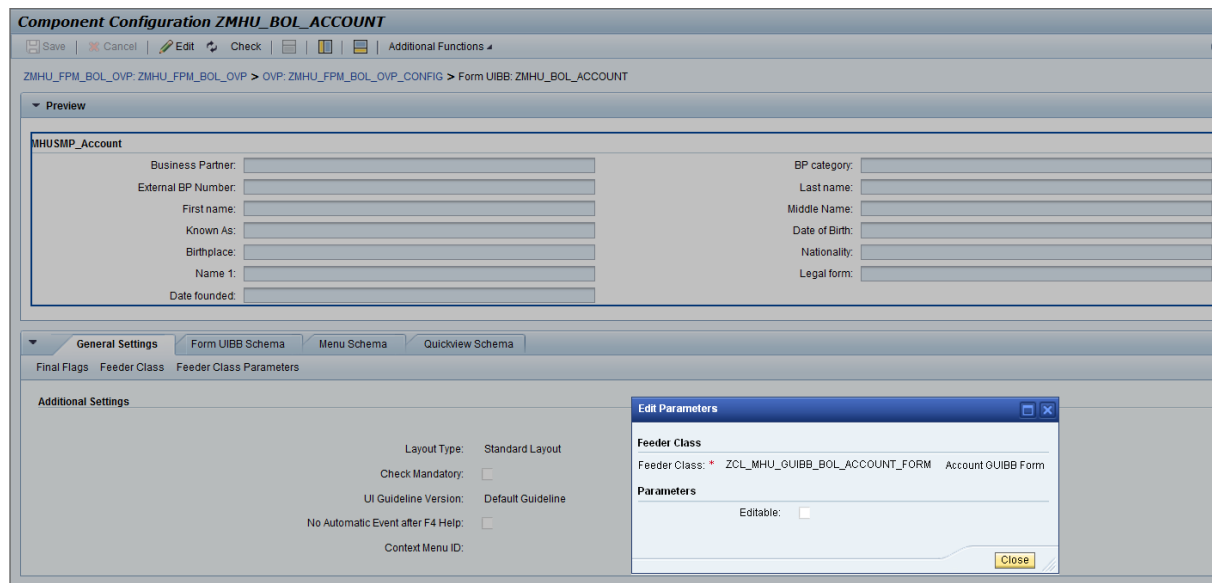 Component Configuration ZMHU_BOL_ACCOUNT
Save Cancel Edit Check Additional Functions
ZMHU_FPM_BOL_OVP: ZMHU_FPM_BOL_OVP > OVP: ZMHU_FPM_BOL_OVP_CONFIG > Form UIBB: ZMHU_BOL_ACCOUNT
Preview
MHUSMP_Account
Business Partner: BP category:
External BP Number: Last name:
First name: Middle Name:
Known As: Date of Birth:
Birthplace: Nationality:
Name 1: Legal form:
Date founded:
General Settings Form UIBB Schema Menu Schema Quickview Schema
Final Flags Feeder Class Feeder Class Parameters
Additional Settings
Layout Type: Standard Layout
Check Mandatory:
UI Guideline Version: Default Guideline
No Automatic Event after F4 Help:
Context Menu ID:
Edit Parameters
Feeder Class
Feeder Class: * ZCL_MHU_GUIBB_BOL_ACCOUNT_FORM Account GUIBB Form
Parameters
Editable:
Close